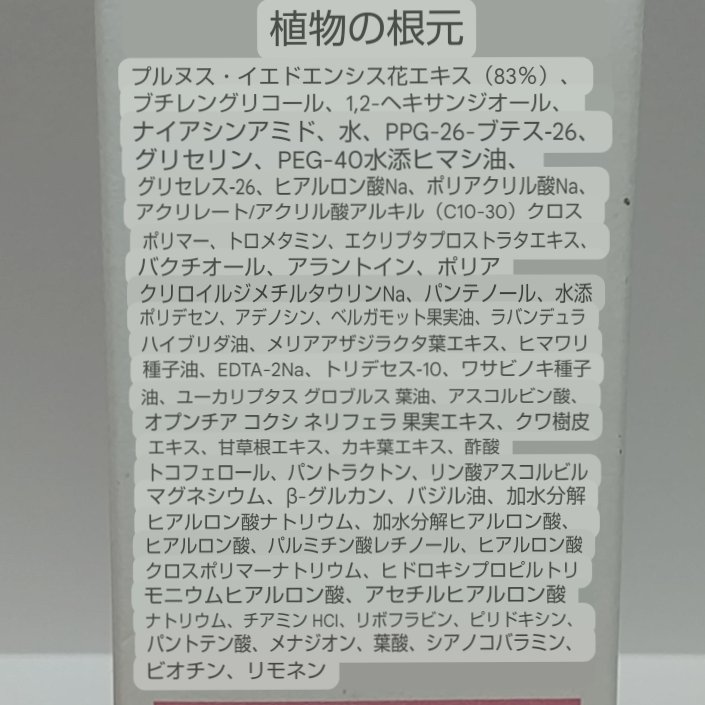 植物の根元
プルヌス・イエドエンシス花エキス（83％）、
ブチレングリコール、1,2-ヘキサンジオール、
ナイアシンアミド、水、PPG-26-ブテス-26、
グリセリン、PEG-40水添ヒマシ油、
グリセレス-26、ヒアルロン酸Na、ポリアクリル酸Na、
アクリレート/アクリル酸アルキル（C10-30）クロス
ポリマー、トロメタミン、エクリプタプロストラタエキス、
バクチオール、アラントイン、ポリア
クリロイルジメチルタウリンNa、パンテノール、水添
ポリデセン、アデノシン、ベルガモット果実油、ラバンデュラ
ハイブリダ油、メリアアザジラクタ葉エキス、ヒマワリ
種子油、EDTA-2Na、トリデセス-10、ワサビノキ種子
油、ユーカリプタス グロブルス 葉油、アスコルビン酸、
オプンチア コクシ ネリフェラ 果実エキス、クワ樹皮
エキス、甘草根エキス、カキ葉エキス、酢酸
トコフェロール、パントラクトン、リン酸アスコルビル
マグネシウム、β-グルカン、バジル油、加水分解
ヒアルロン酸ナトリウム、加水分解ヒアルロン酸、
ヒアルロン酸、パルミチン酸レチノール、ヒアルロン酸
クロスポリマーナトリウム、ヒドロキシプロピルトリ
モニウムヒアルロン酸、アセチルヒアルロン酸
ナトリウム、チアミン HCl、リボフラビン、ピリドキシン、
パントテン酸、メナジオン、葉酸、シアノコバラミン、
ビオチン、リモネン